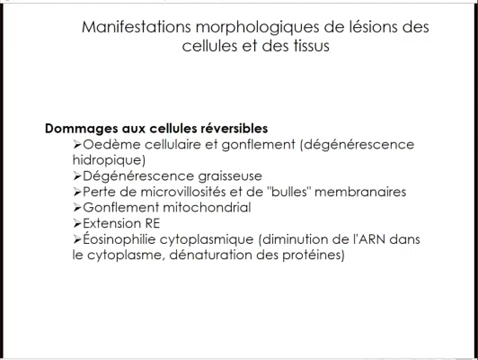 Manifestations morphologiques de lésions des
cellules et des tissus
Dommages aux cellules réversibles
➢Oedème cellulaire et gonflement (dégénérescence
hidropique)
➢Dégénérescence graisseuse
➢Perte de microvillosités et de "bulles" membranaires
➢Gonflement mitochondrial
➢Extension RE
➢Éosinophilie cytoplasmique (diminution de l'ARN dans
le cytoplasme, dénaturation des protéines)